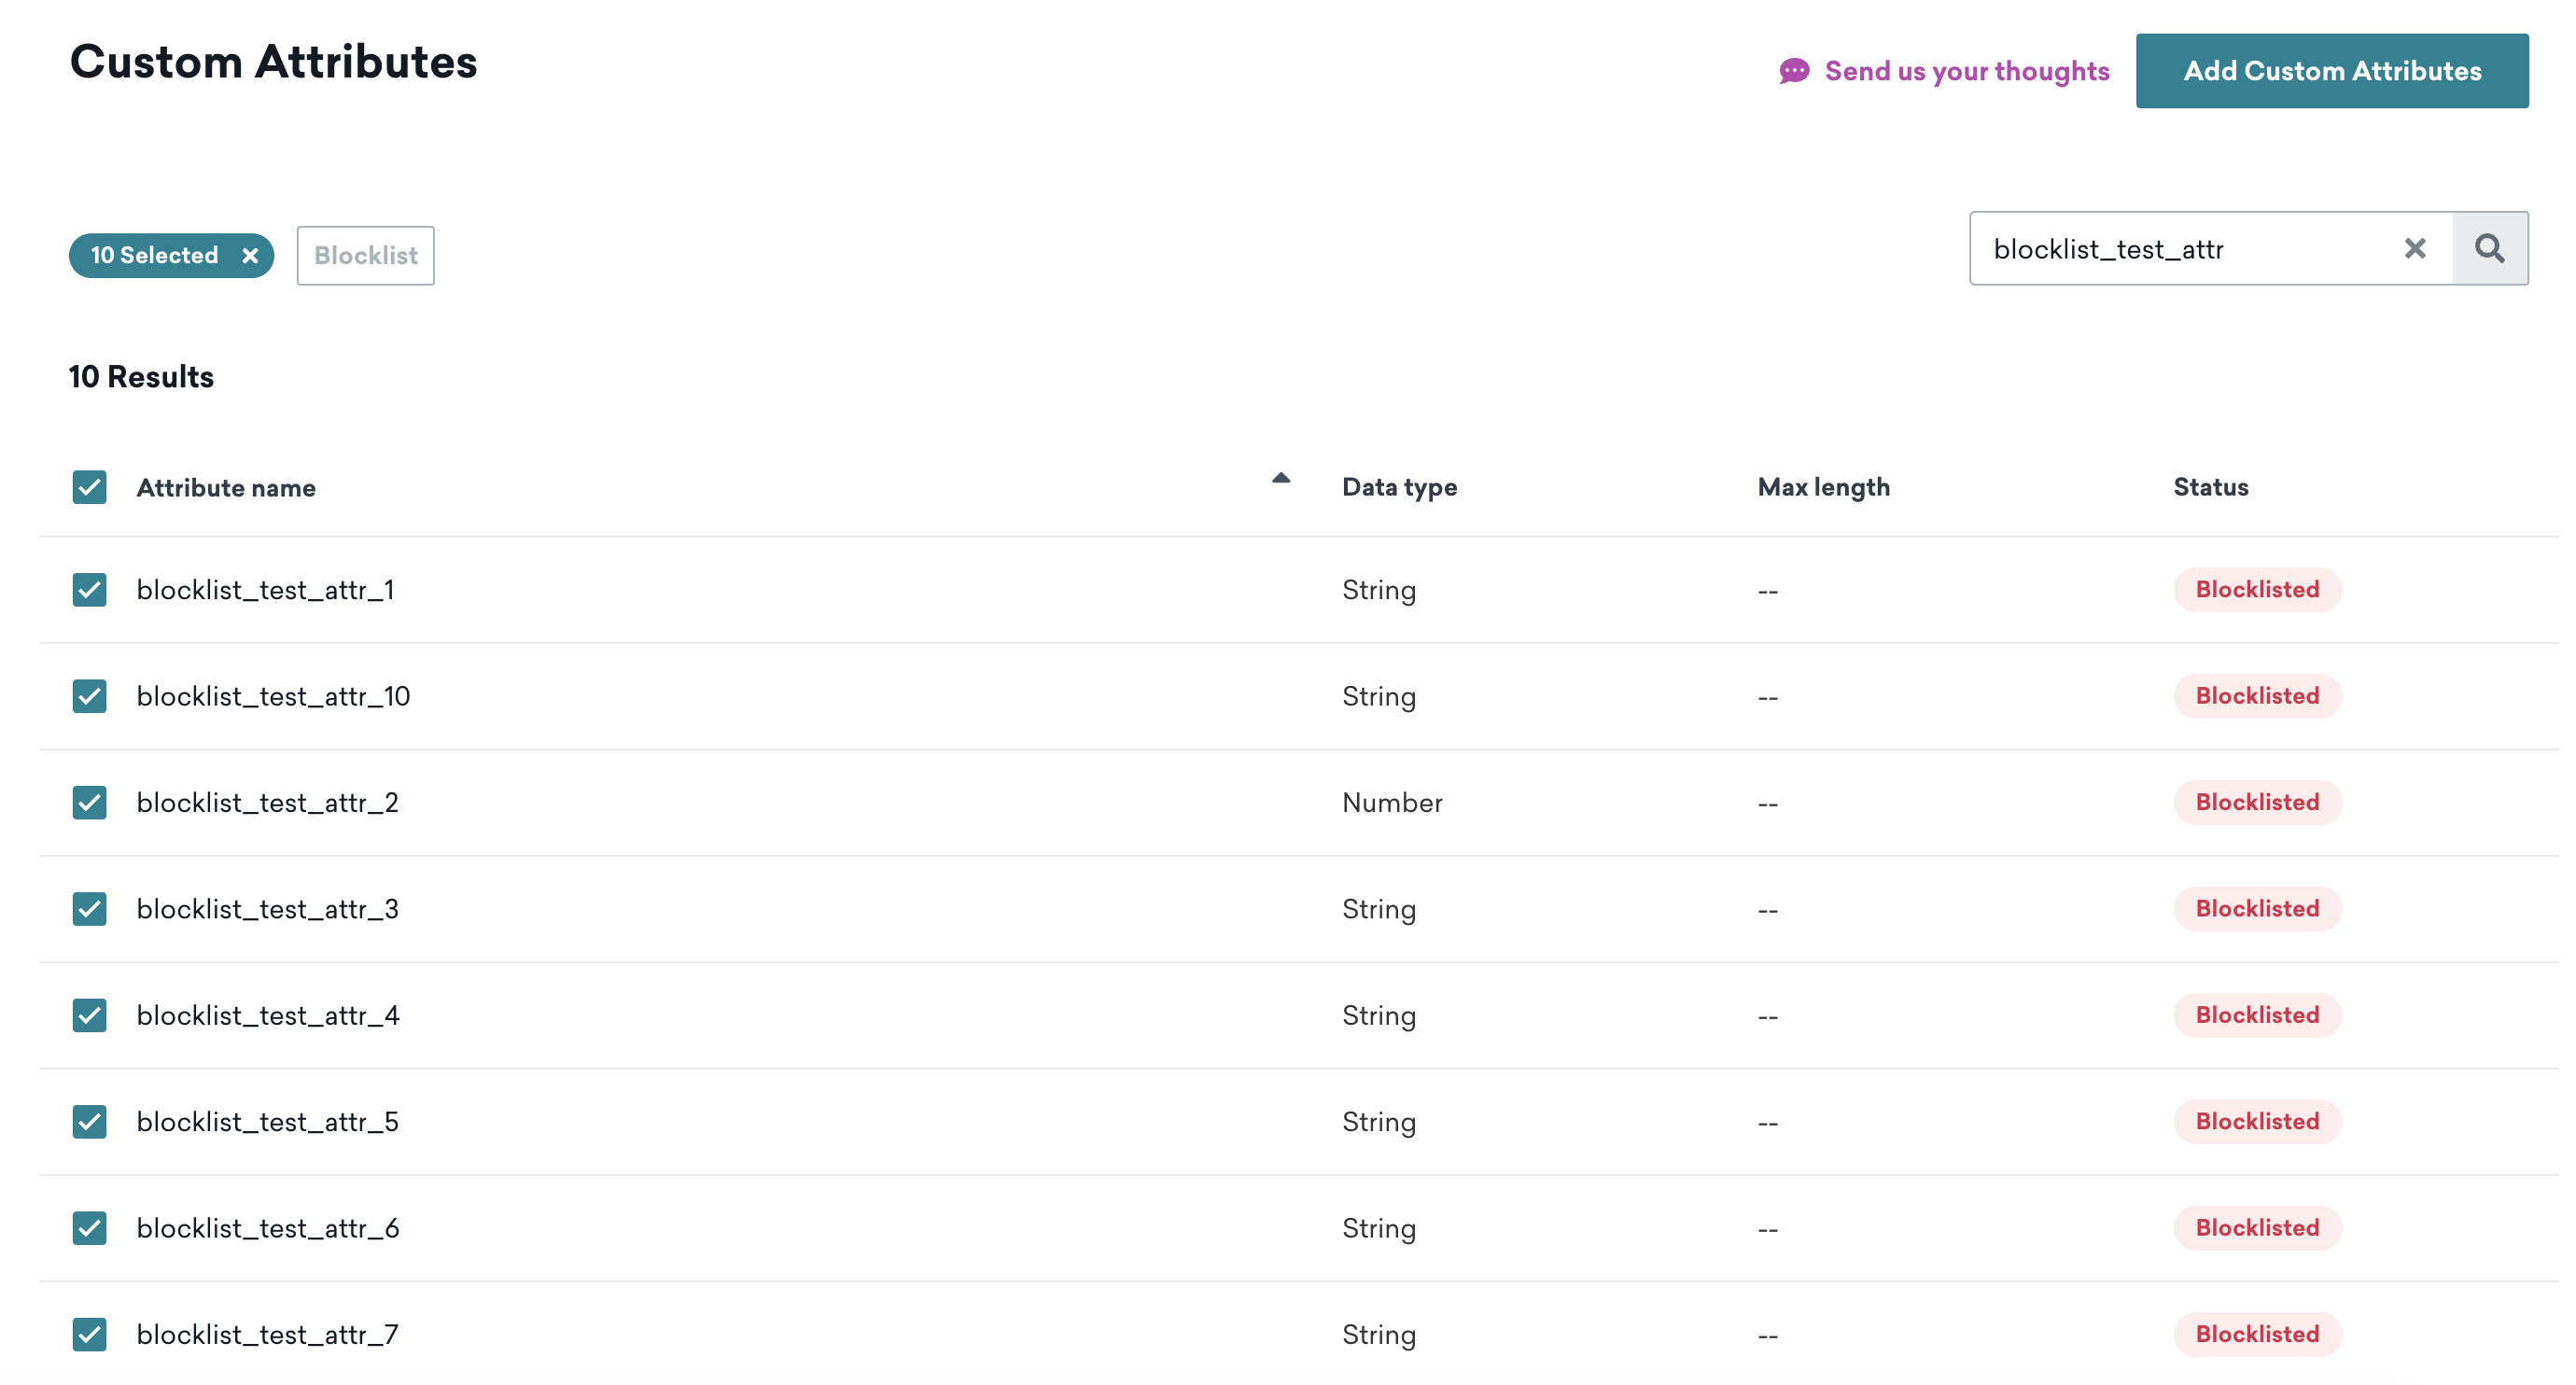 Custom Attributes
Send us your thoughts
Add Custom Attributes
10 Selected
Blocklist
blocklist_test_attr
10 Results
Attribute name Data type Max length Status
blocklist_test_attr_1 String -- Blocklisted
blocklist_test_attr_10 String -- Blocklisted
blocklist_test_attr_2 Number -- Blocklisted
blocklist_test_attr_3 String -- Blocklisted
blocklist_test_attr_4 String -- Blocklisted
blocklist_test_attr_5 String -- Blocklisted
blocklist_test_attr_6 String -- Blocklisted
blocklist_test_attr_7 String -- Blocklisted